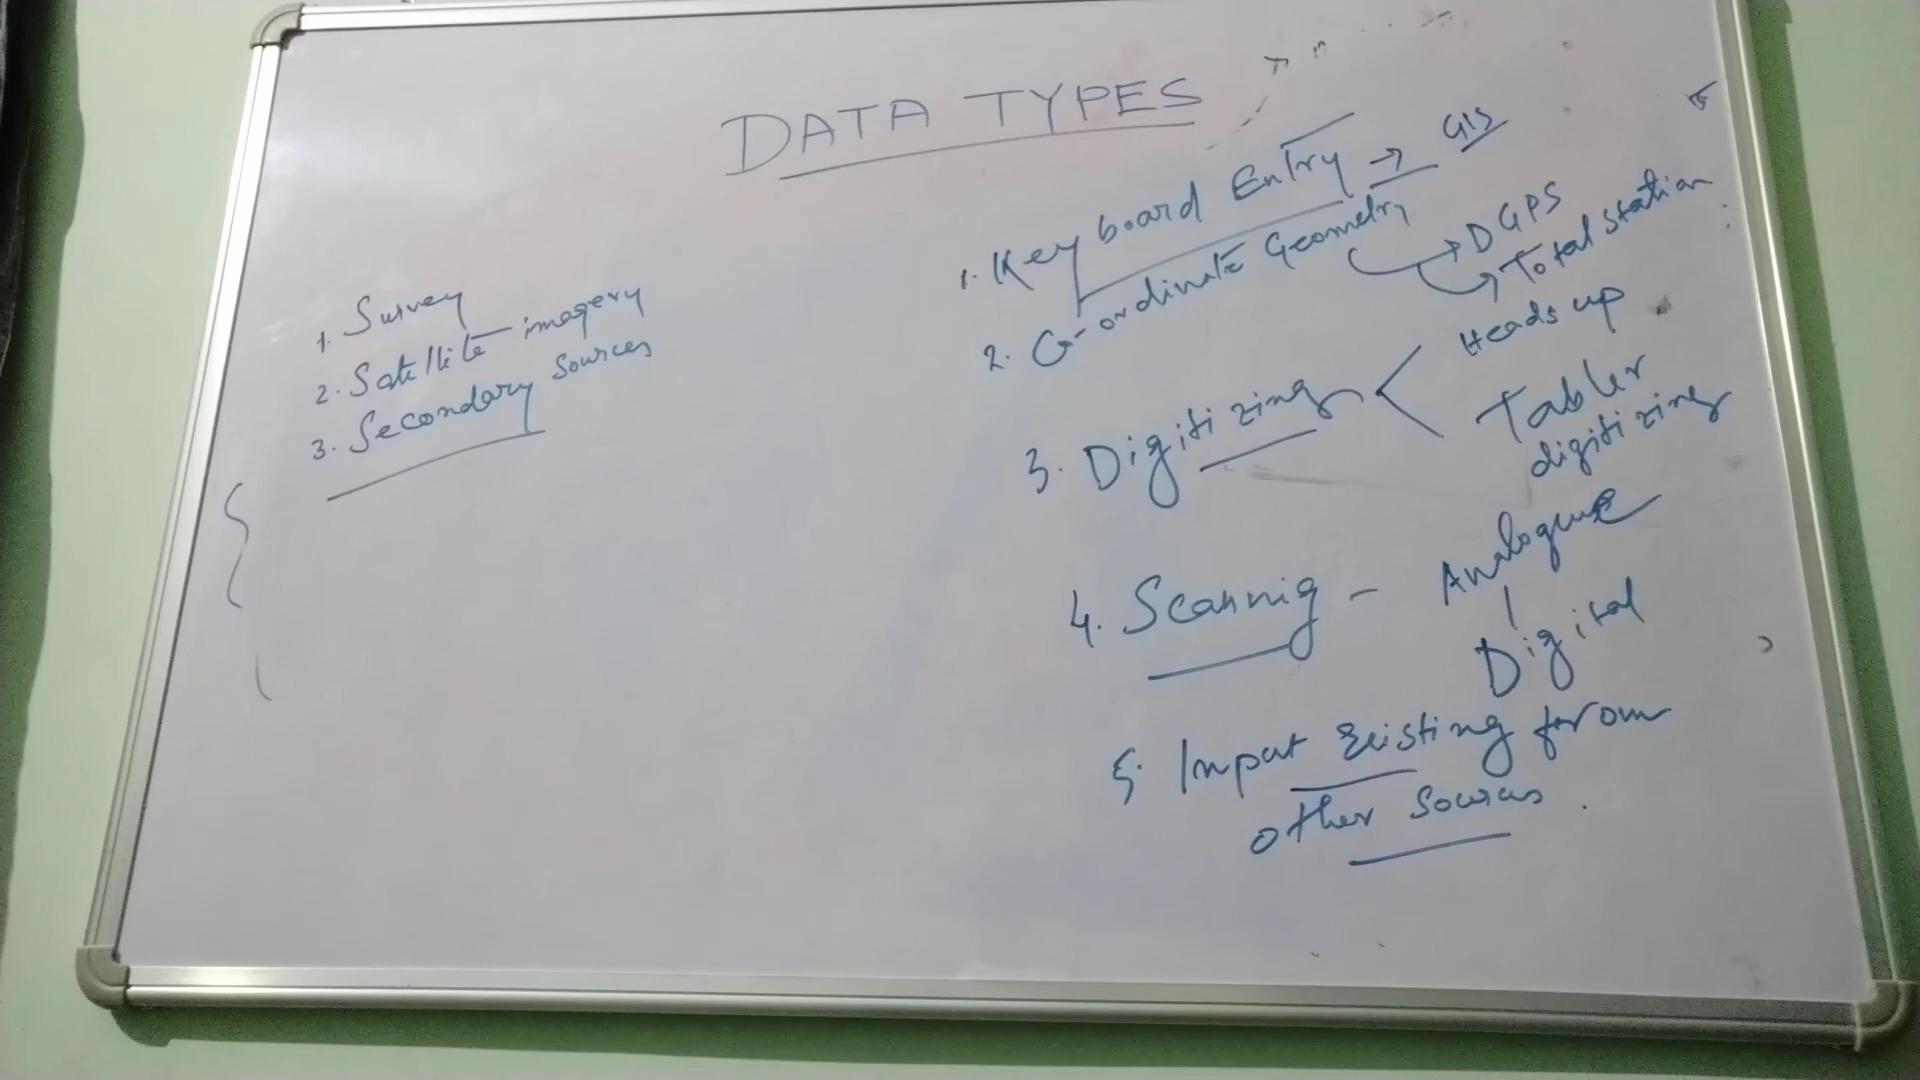 DATA TYPES
1. Survey
2. Satellite imagery
3. Secondary Sources
1. Key board Entry → GIS
2. Co-ordinate Geometry → DGPS
→ Total Station
3. Digitizing < Heads up
Tabler
digitizing
4. Scannig - Analogue
Digital
5. Input Existing from
other Sources